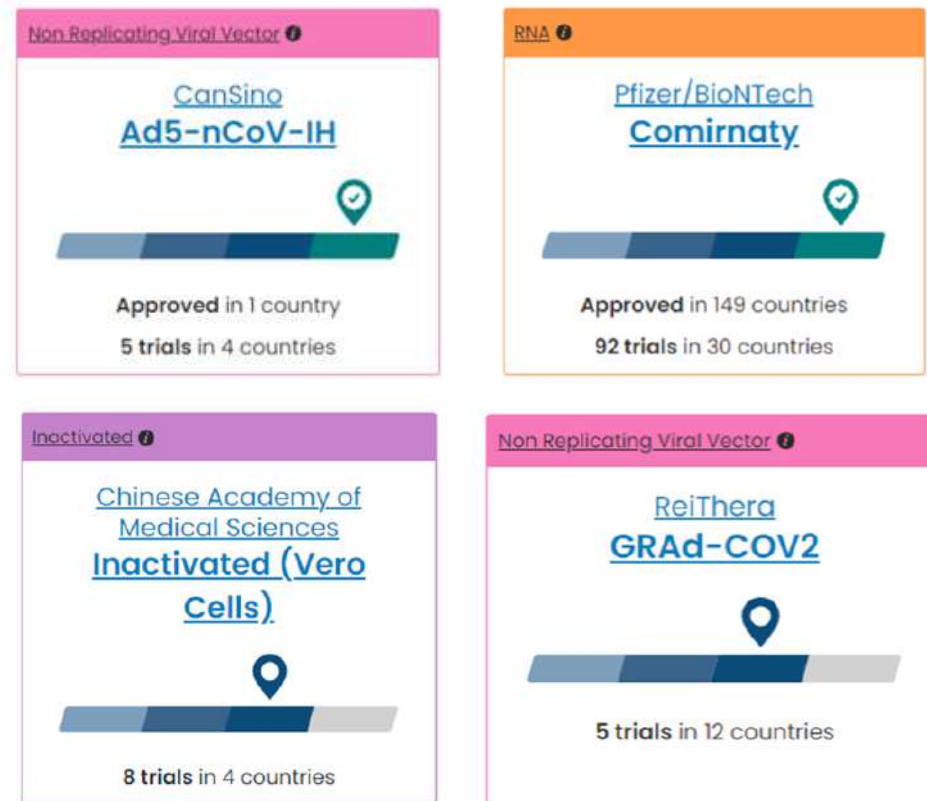 Non Replicating Viral Vector
CanSino
Ad5-nCoV-IH
Approved in 1 country
5 trials in 4 countries
RNA
Pfizer/BioNTech
Comirnaty
Approved in 149 countries
92 trials in 30 countries
Inactivated
Chinese Academy of
Medical Sciences
Inactivated (Vero
Cells)
8 trials in 4 countries
Non Replicating Viral Vector
ReiThera
GRAd-COV2
5 trials in 12 countries